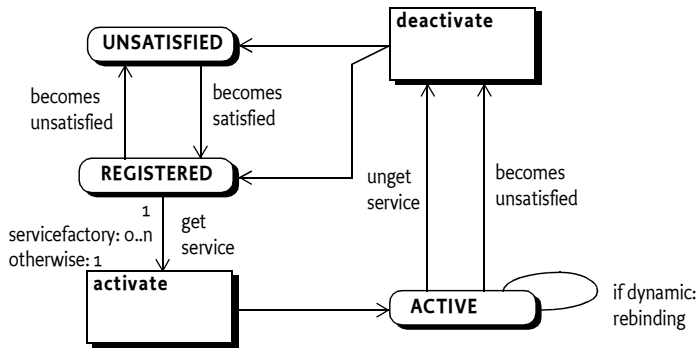 deactivate
UNSATISFIED
becomes
unsatisfied
becomes
satisfied
REGISTERED
unget
service
becomes
unsatisfied
1
get
service
servicefactory: 0..n
otherwise: 1
activate
ACTIVE
if dynamic:
rebinding